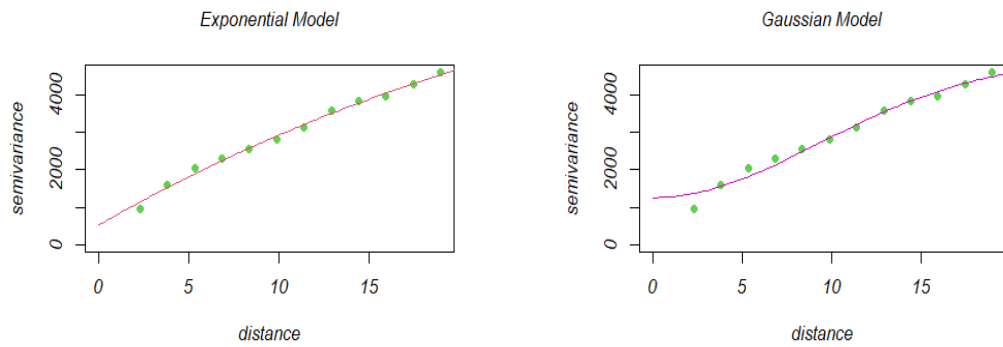 Exponential Model
semivariance
0 2000 4000
0 5 10 15
distance
Gaussian Model
semivariance
0 2000 4000
0 5 10 15
distance